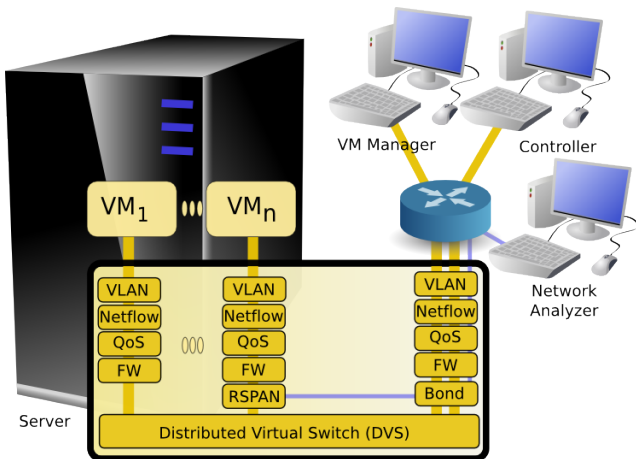 VM Manager
Controller
Network
Analyzer
VM1
VMn
VLAN
Netflow
QoS
FW
VLAN
Netflow
QoS
FW
RSPAN
VLAN
Netflow
QoS
FW
Bond
Distributed Virtual Switch (DVS)
Server